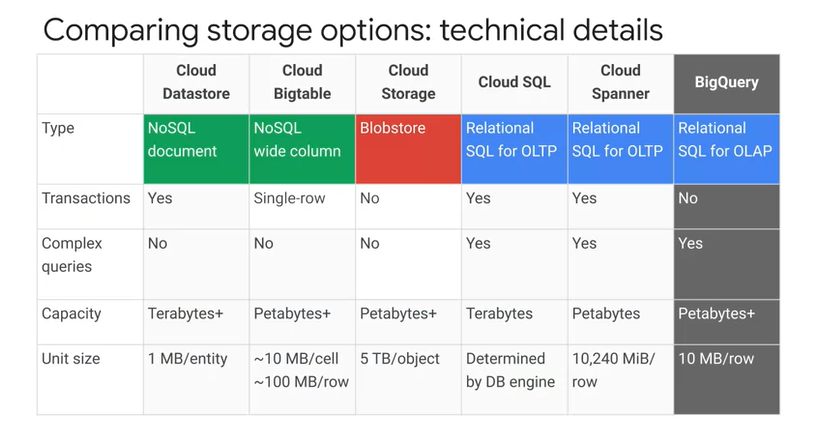 Comparing storage options: technical details
Cloud Datastore
Cloud Bigtable
Cloud Storage
Cloud SQL
Cloud Spanner
BigQuery
Type
NoSQL document
NoSQL wide column
Blobstore
Relational SQL for OLTP
Relational SQL for OLTP
Relational SQL for OLAP
Transactions
Yes
Single-row
No
Yes
Yes
No
Complex queries
No
No
No
Yes
Yes
Yes
Capacity
Terabytes+
Petabytes+
Petabytes+
Terabytes
Petabytes
Petabytes+
Unit size
1 MB/entity
~10 MB/cell
~100 MB/row
5 TB/object
Determined by DB engine
10,240 MiB/
row
10 MB/row